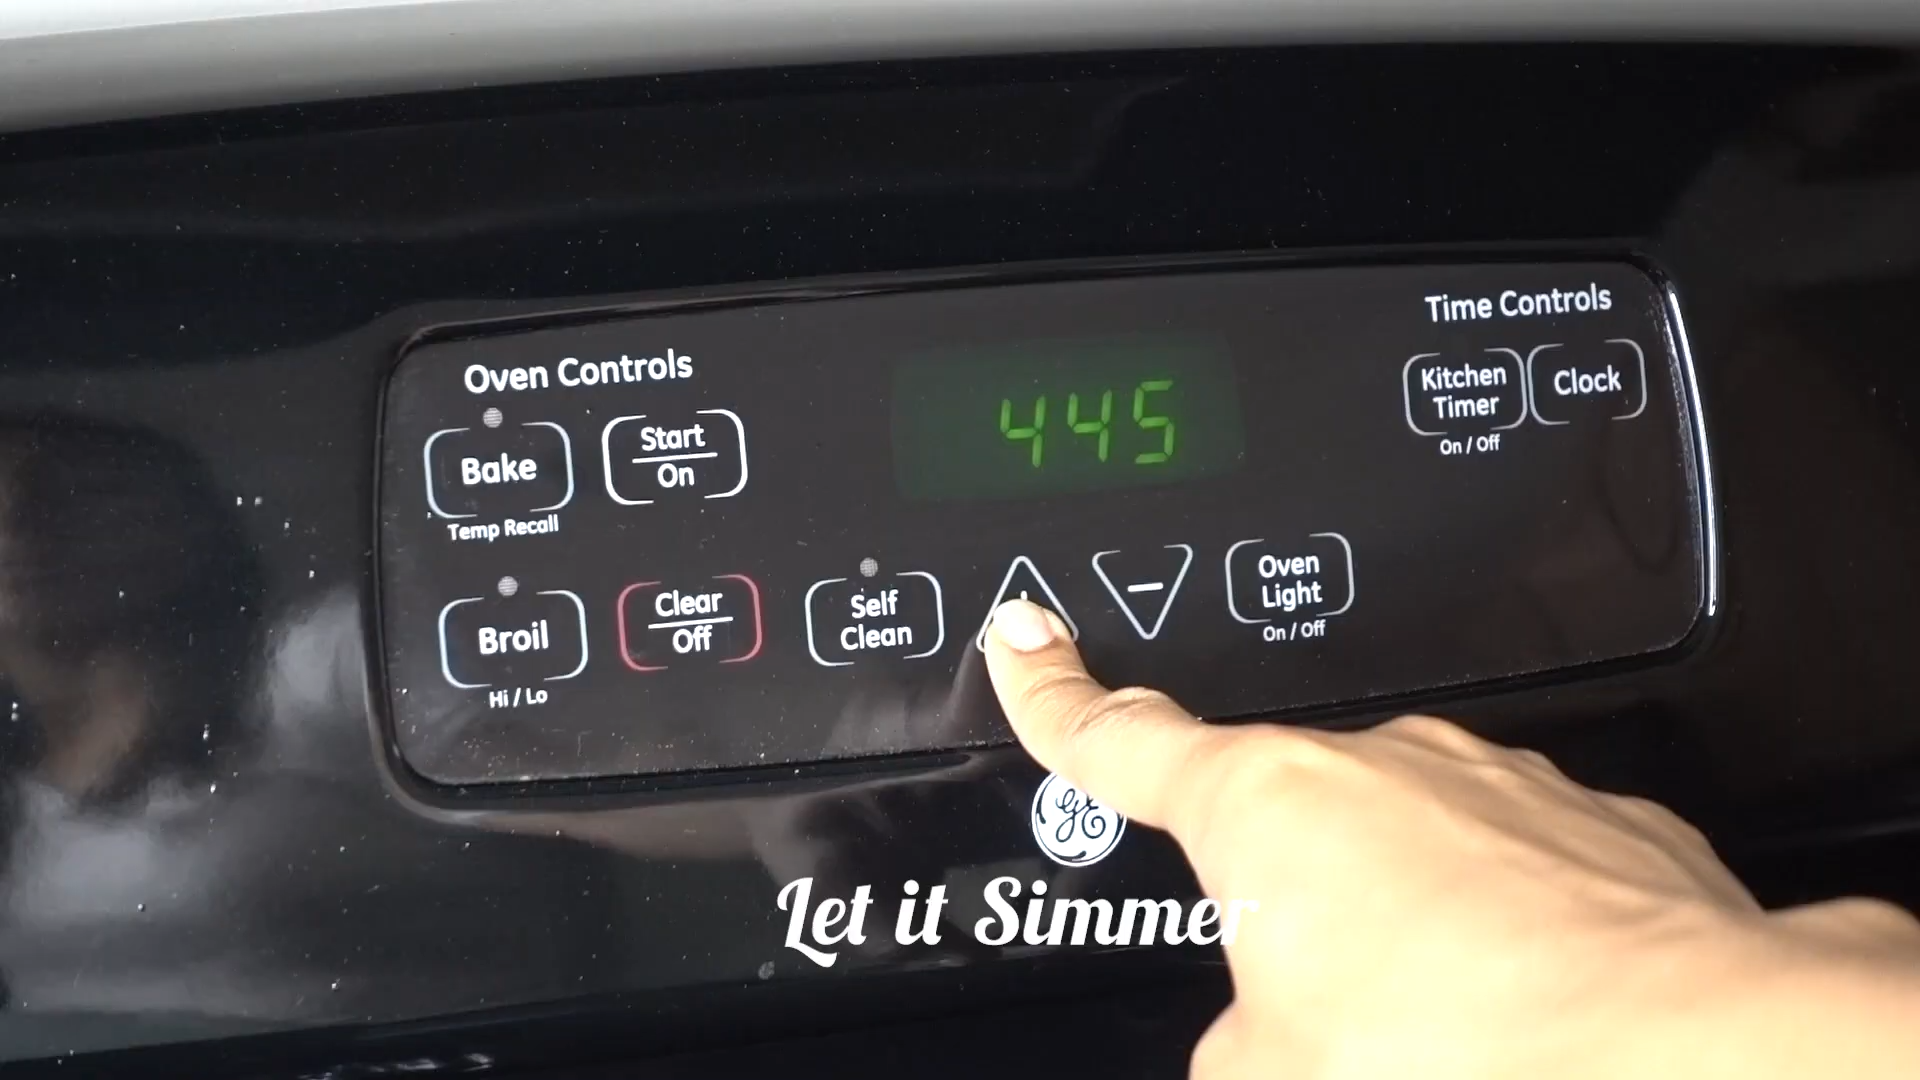 Oven Controls
Bake
Temp Recall
Start
On
Broil
Hi / Lo
Clear
Off
Self
Clean
445
−
Oven
Light
On / Off
Time Controls
Kitchen
Timer
On / Off
Clock
GE
Let it Simmer